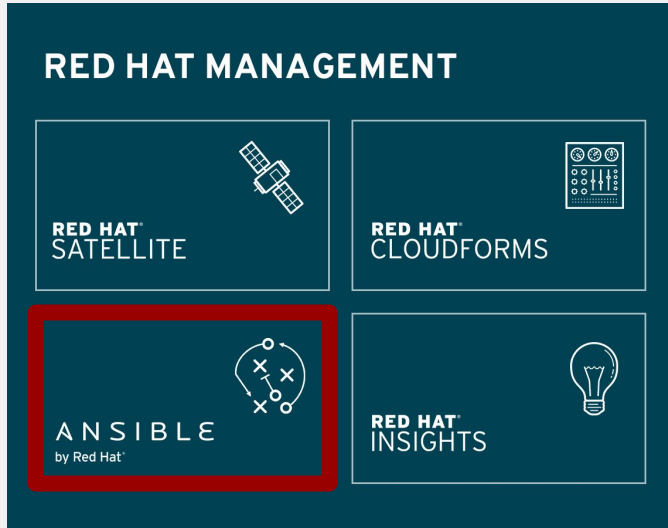 RED HAT MANAGEMENT
RED HAT®
SATELLITE
RED HAT®
CLOUDFORMS
ANSIBLE
by Red Hat®
RED HAT®
INSIGHTS